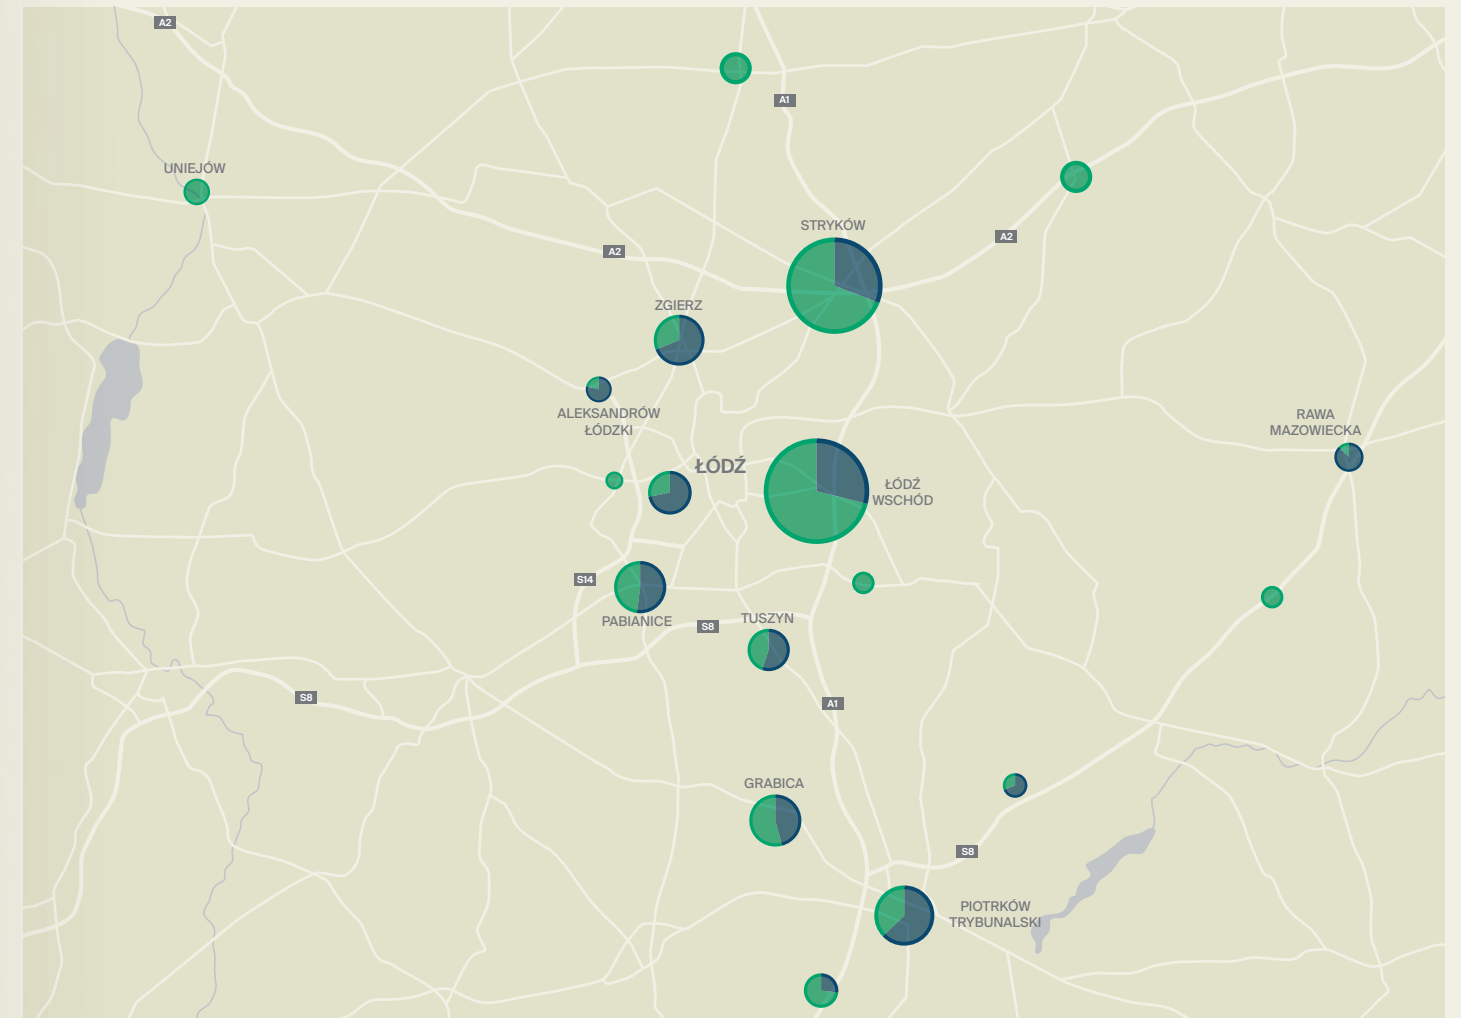 A2
A1
UNIEJÓW
STRYKÓW
A2
A2
ZGIERZ
ALEKSANDRÓW
ŁÓDZKI
RAWA
MAZOWIECKA
ŁÓDŹ
ŁÓDŹ
WSCHÓD
S14
PABIANICE
S8
TUSZYN
S8
A1
GRABICA
S8
PIOTRKÓW
TRYBUNALSKI